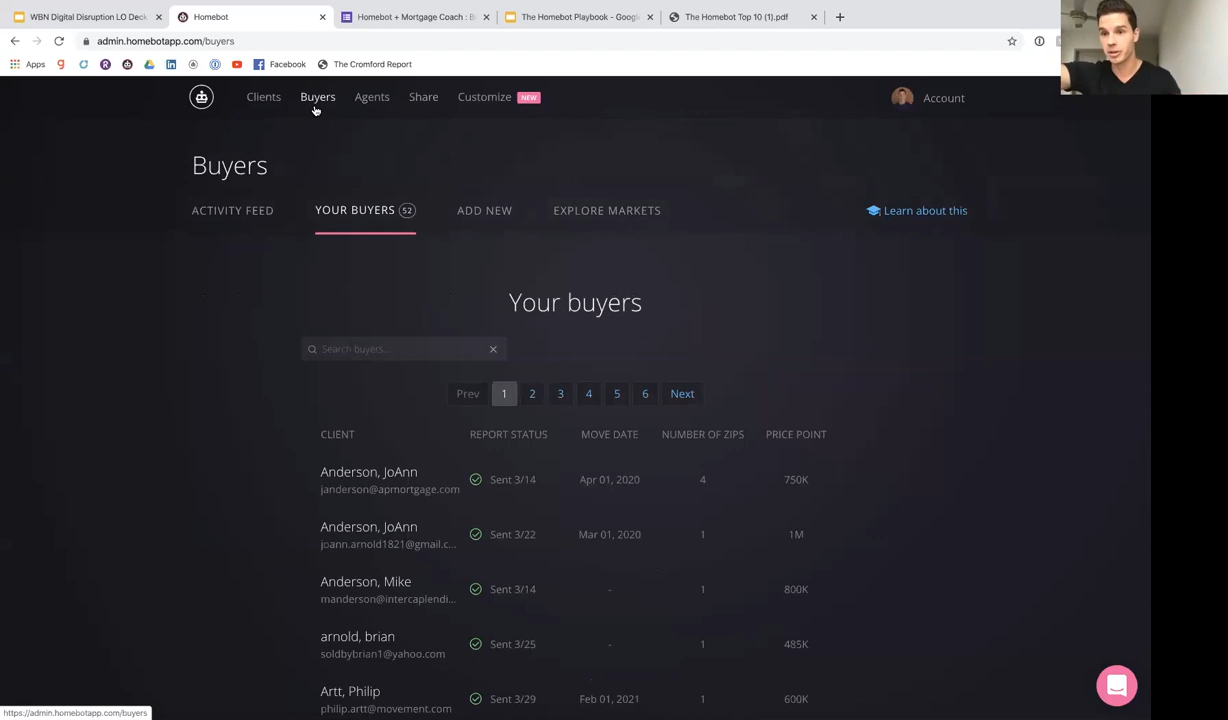 WBN Digital Disruption LO Deck
Homebot
Homebot + Mortgage Coach : B
The Homebot Playbook - Google
The Homebot Top 10 (1).pdf
admin.homebotapp.com/buyers
Apps
Facebook
The Cromford Report
Clients
Buyers
Agents
Share
Customize
NEW
Account
Buyers
ACTIVITY FEED
YOUR BUYERS 52
ADD NEW
EXPLORE MARKETS
Learn about this
Your buyers
Search buyers...
Prev 1 2 3 4 5 6 Next
CLIENT REPORT STATUS MOVE DATE NUMBER OF ZIPS PRICE POINT
Anderson, JoAnn
janderson@apmortgage.com
Sent 3/14 Apr 01, 2020 4 750K
Anderson, JoAnn
joann.arnold1821@gmail.c...
Sent 3/22 Mar 01, 2020 1 1M
Anderson, Mike
manderson@intercaplendi...
Sent 3/14 - 1 800K
arnold, brian
soldbybrian1@yahoo.com
Sent 3/25 - 1 485K
Artt, Philip
philip.artt@movement.com
Sent 3/29 Feb 01, 2021 1 600K
https://admin.homebotapp.com/buyers